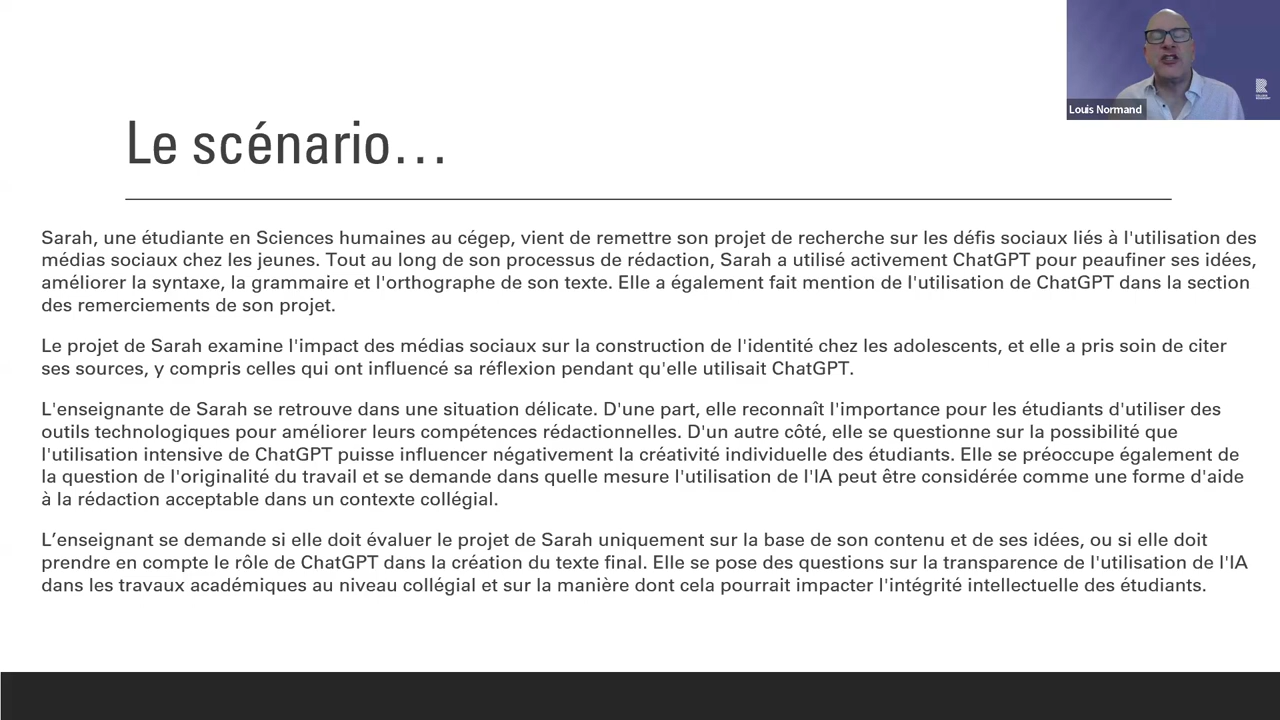 Louis Normand
Le scénario…
Sarah, une étudiante en Sciences humaines au cégep, vient de remettre son projet de recherche sur les défis sociaux liés à l'utilisation des
médias sociaux chez les jeunes. Tout au long de son processus de rédaction, Sarah a utilisé activement ChatGPT pour peaufiner ses idées,
améliorer la syntaxe, la grammaire et l'orthographe de son texte. Elle a également fait mention de l'utilisation de ChatGPT dans la section
des remerciements de son projet.
Le projet de Sarah examine l'impact des médias sociaux sur la construction de l'identité chez les adolescents, et elle a pris soin de citer
ses sources, y compris celles qui ont influencé sa réflexion pendant qu'elle utilisait ChatGPT.
L'enseignante de Sarah se retrouve dans une situation délicate. D'une part, elle reconnaît l'importance pour les étudiants d'utiliser des
outils technologiques pour améliorer leurs compétences rédactionnelles. D'un autre côté, elle se questionne sur la possibilité que
l'utilisation intensive de ChatGPT puisse influencer négativement la créativité individuelle des étudiants. Elle se préoccupe également de
la question de l'originalité du travail et se demande dans quelle mesure l'utilisation de l'IA peut être considérée comme une forme d'aide
à la rédaction acceptable dans un contexte collégial.
L’enseignant se demande si elle doit évaluer le projet de Sarah uniquement sur la base de son contenu et de ses idées, ou si elle doit
prendre en compte le rôle de ChatGPT dans la création du texte final. Elle se pose des questions sur la transparence de l'utilisation de l'IA
dans les travaux académiques au niveau collégial et sur la manière dont cela pourrait impacter l'intégrité intellectuelle des étudiants.